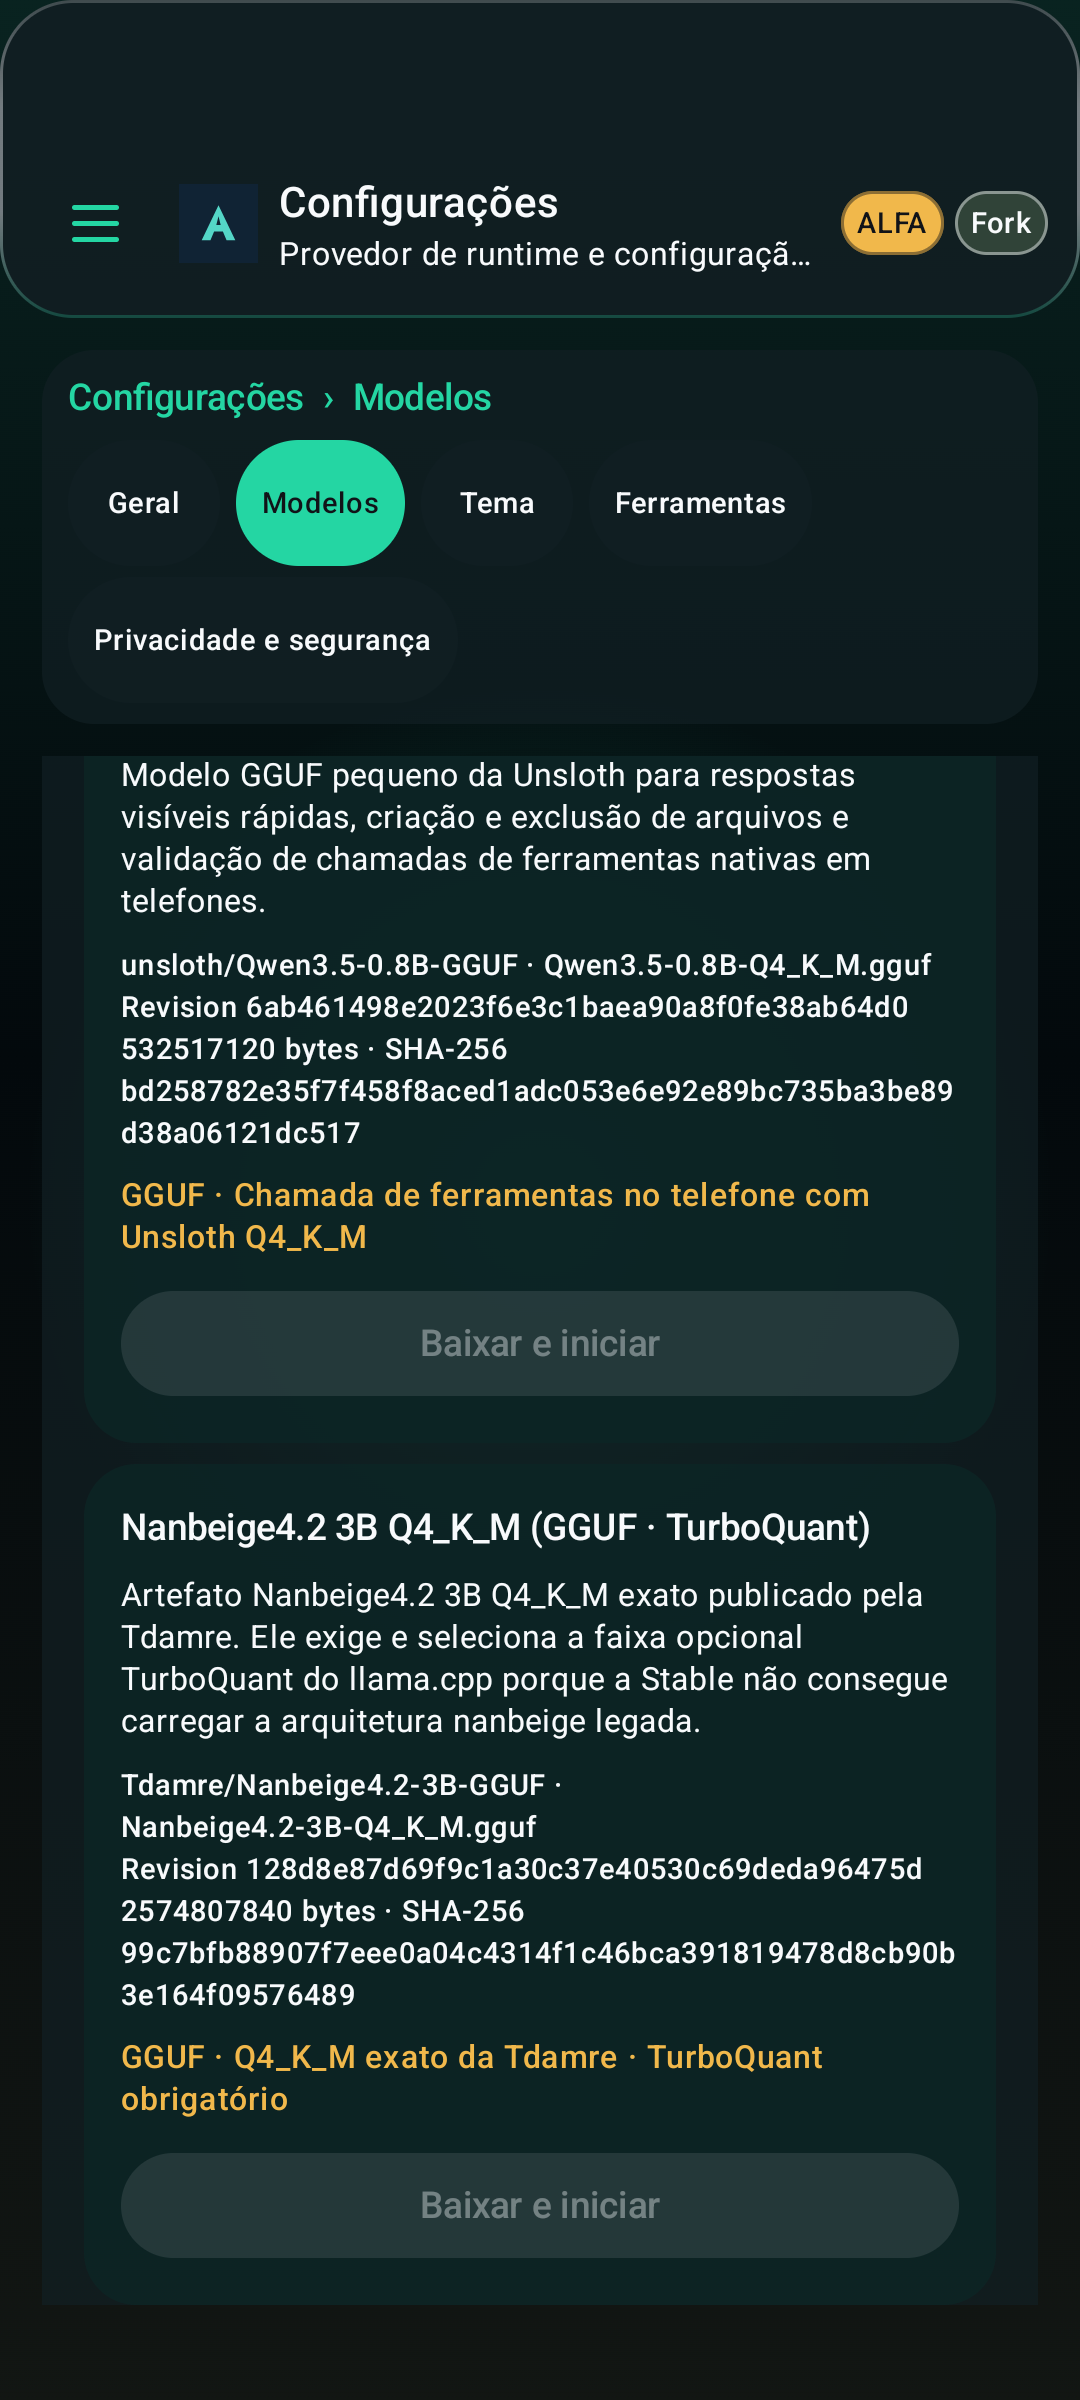 Configurações
Provedor de runtime e configuraçã...
ALFA
Fork
Configurações › Modelos
Geral
Modelos
Tema
Ferramentas
Privacidade e segurança
Modelo GGUF pequeno da Unsloth para respostas
visíveis rápidas, criação e exclusão de arquivos e
validação de chamadas de ferramentas nativas em
telefones.
unsloth/Qwen3.5-0.8B-GGUF · Qwen3.5-0.8B-Q4_K_M.gguf
Revision 6ab461498e2023f6e3c1baea90a8f0fe38ab64d0
532517120 bytes · SHA-256
bd258782e35f7f458f8aced1adc053e6e92e89bc735ba3be89
d38a06121dc517
GGUF · Chamada de ferramentas no telefone com
Unsloth Q4_K_M
Baixar e iniciar
Nanbeige4.2 3B Q4_K_M (GGUF · TurboQuant)
Artefato Nanbeige4.2 3B Q4_K_M exato publicado pela
Tdamre. Ele exige e seleciona a faixa opcional
TurboQuant do llama.cpp porque a Stable não consegue
carregar a arquitetura nanbeige legada.
Tdamre/Nanbeige4.2-3B-GGUF ·
Nanbeige4.2-3B-Q4_K_M.gguf
Revision 128d8e87d69f9c1a30c37e40530c69deda96475d
2574807840 bytes · SHA-256
99c7bfb88907f7eee0a04c4314f1c46bca391819478d8cb90b
3e164f09576489
GGUF · Q4_K_M exato da Tdamre · TurboQuant
obrigatório
Baixar e iniciar